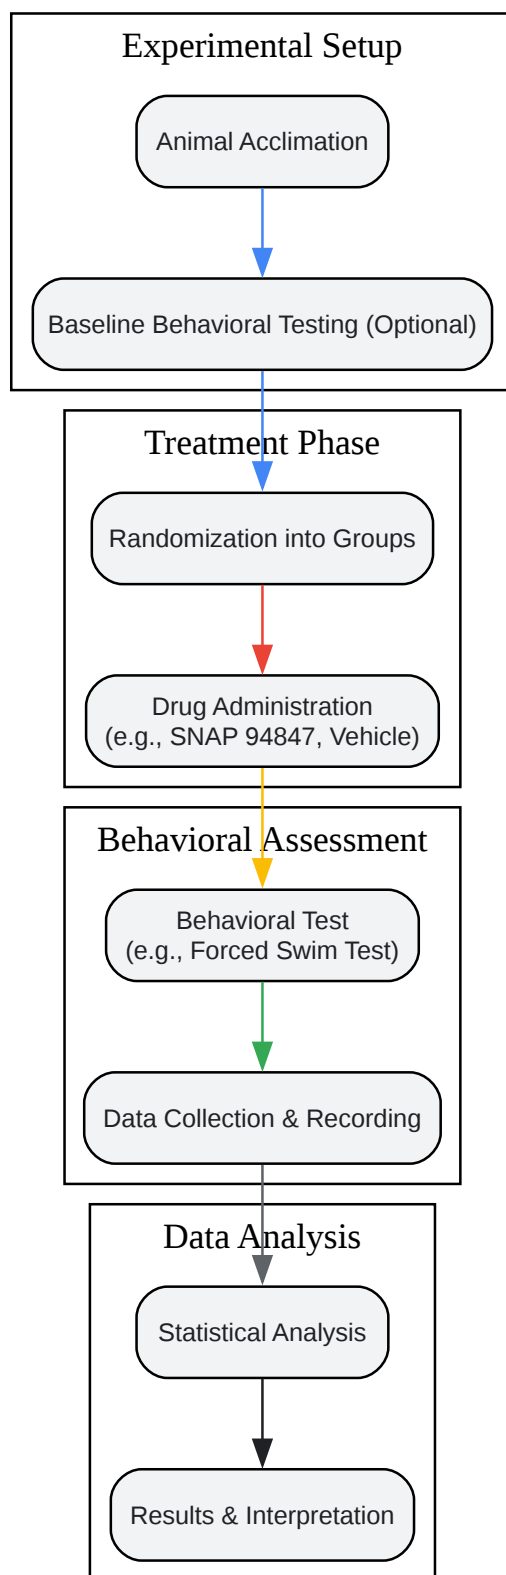 Experimental Setup
Animal Acclimation
Baseline Behavioral Testing (Optional)
Treatment Phase
Randomization into Groups
Drug Administration
(e.g., SNAP 94847, Vehicle)
Behavioral Assessment
Behavioral Test
(e.g., Forced Swim Test)
Data Collection & Recording
Data Analysis
Statistical Analysis
Results & Interpretation